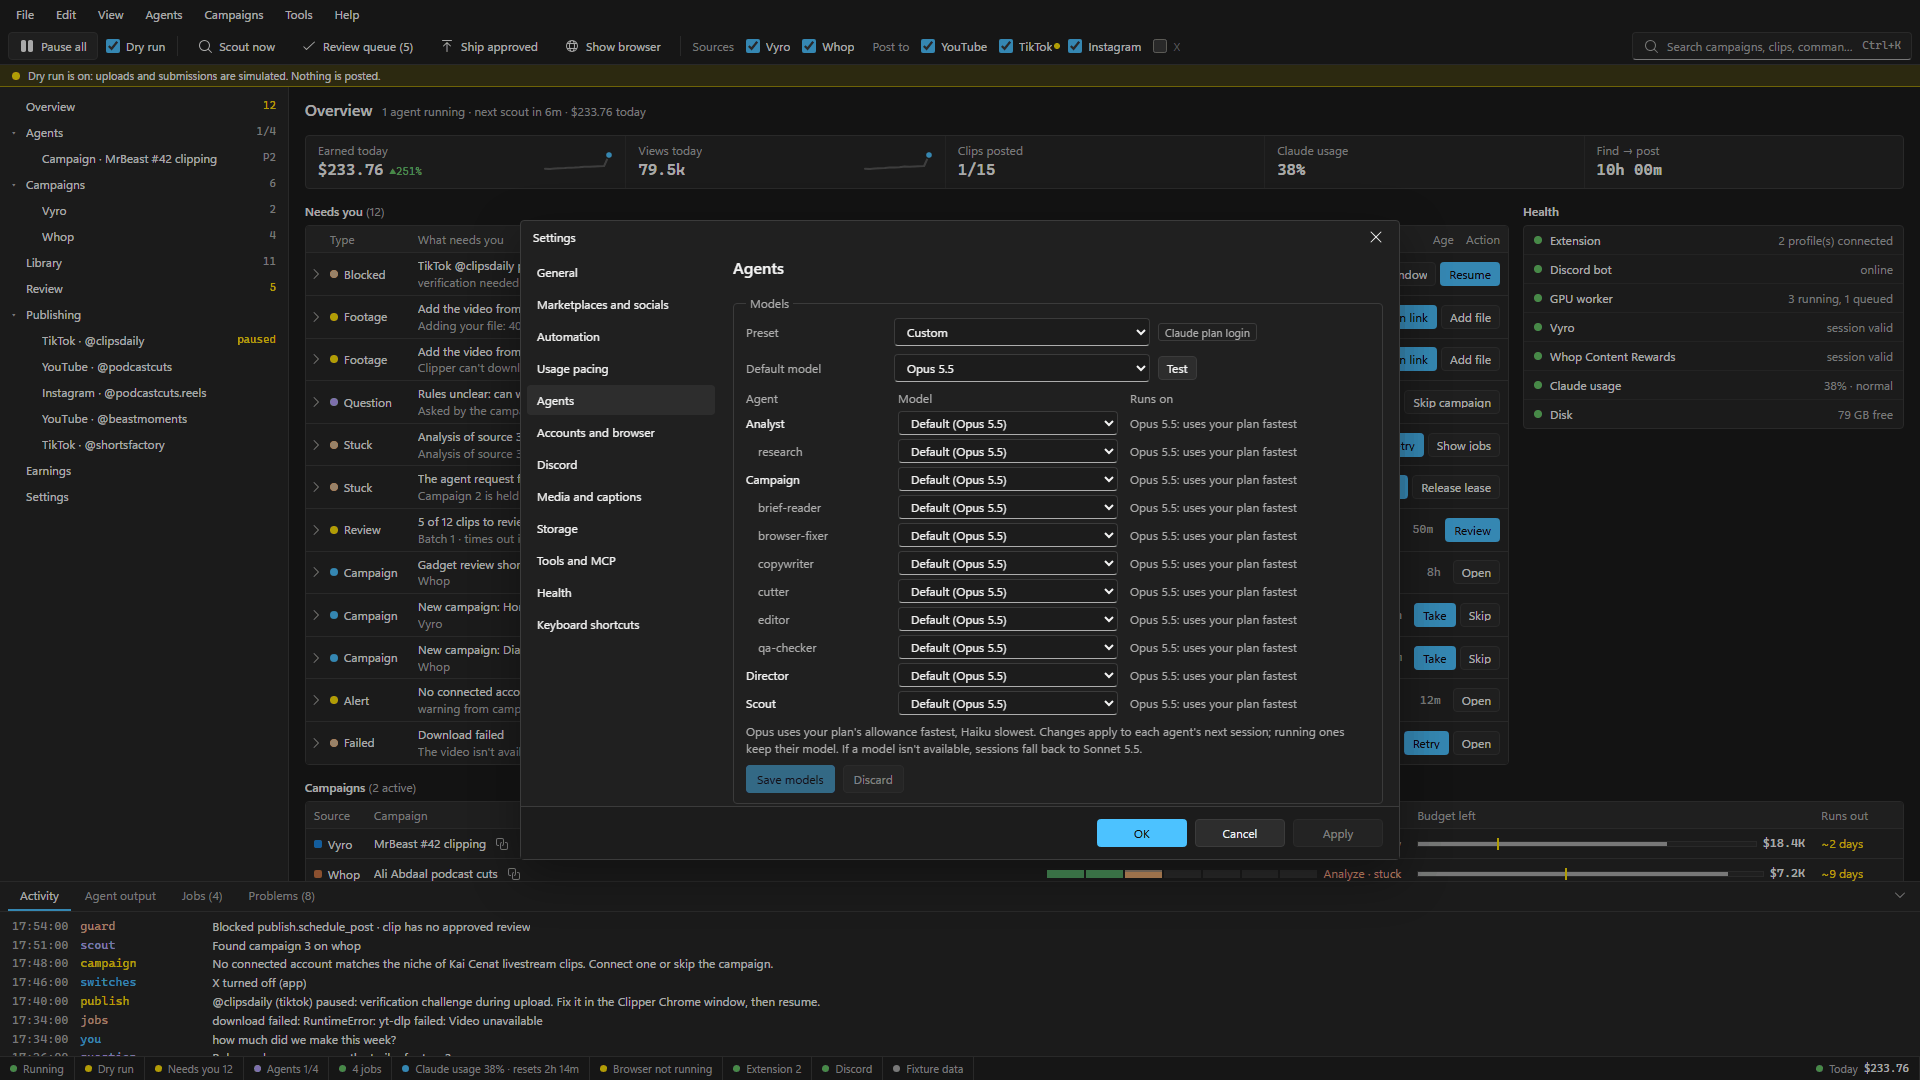 File Edit View Agents Campaigns Tools Help
Pause all Dry run Scout now Review queue (5) Ship approved Show browser Sources Vyro Whop Post to YouTube TikTok Instagram X Search campaigns, clips, comman... Ctrl+K
Dry run is on: uploads and submissions are simulated. Nothing is posted.
Overview 12
Agents 1/4
Campaign · MrBeast #42 clipping P2
Campaigns 6
Vyro 2
Whop 4
Library 11
Review 5
Publishing
TikTok · @clipsdaily paused
YouTube · @podcastcuts
Instagram · @podcastcuts.reels
YouTube · @beastmoments
TikTok · @shortsfactory
Earnings
Settings
Overview 1 agent running · next scout in 6m · $233.76 today
Earned today
$233.76 ▲251%
Views today
79.5k
Clips posted
1/15
Claude usage
38%
Find → post
10h 00m
Needs you (12)
Type What needs you Age Action
Blocked TikTok @clipsdaily
verification needed
ndow Resume
Footage Add the video from
Adding your file: 40
n link Add file
Footage Add the video from
Clipper can't downl
n link Add file
Question Rules unclear: can w
Asked by the campa
Skip campaign
Stuck Analysis of source 3
Analysis of source 3
try Show jobs
Stuck The agent request f
Campaign 2 is held
Release lease
Review 5 of 12 clips to revie
Batch 1 · times out i
50m Review
Campaign Gadget review shor
Whop
8h Open
Campaign New campaign: Ho
Vyro
Take Skip
Campaign New campaign: Dia
Whop
Take Skip
Alert No connected acco
warning from camp
12m Open
Failed Download failed
The video isn't avai
Retry Open
Health
Extension 2 profile(s) connected
Discord bot online
GPU worker 3 running, 1 queued
Vyro session valid
Whop Content Rewards session valid
Claude usage 38% · normal
Disk 79 GB free
Settings
General
Marketplaces and socials
Automation
Usage pacing
Agents
Accounts and browser
Discord
Media and captions
Storage
Tools and MCP
Health
Keyboard shortcuts
Agents
Models
Preset Custom Claude plan login
Default model Opus 5.5 Test
Agent Model Runs on
Analyst Default (Opus 5.5) Opus 5.5: uses your plan fastest
research Default (Opus 5.5) Opus 5.5: uses your plan fastest
Campaign Default (Opus 5.5) Opus 5.5: uses your plan fastest
brief-reader Default (Opus 5.5) Opus 5.5: uses your plan fastest
browser-fixer Default (Opus 5.5) Opus 5.5: uses your plan fastest
copywriter Default (Opus 5.5) Opus 5.5: uses your plan fastest
cutter Default (Opus 5.5) Opus 5.5: uses your plan fastest
editor Default (Opus 5.5) Opus 5.5: uses your plan fastest
qa-checker Default (Opus 5.5) Opus 5.5: uses your plan fastest
Director Default (Opus 5.5) Opus 5.5: uses your plan fastest
Scout Default (Opus 5.5) Opus 5.5: uses your plan fastest
Opus uses your plan's allowance fastest, Haiku slowest. Changes apply to each agent's next session; running ones
keep their model. If a model isn't available, sessions fall back to Sonnet 5.5.
Save models Discard
OK Cancel Apply
Campaigns (2 active)
Source Campaign Budget left Runs out
Vyro MrBeast #42 clipping $18.4K ~2 days
Whop Ali Abdaal podcast cuts Analyze · stuck $7.2K ~9 days
Activity Agent output Jobs (4) Problems (8)
17:54:00 guard Blocked publish.schedule_post · clip has no approved review
17:51:00 scout Found campaign 3 on whop
17:48:00 campaign No connected account matches the niche of Kai Cenat livestream clips. Connect one or skip the campaign.
17:46:00 switches X turned off (app)
17:40:00 publish @clipsdaily (tiktok) paused: verification challenge during upload. Fix it in the Clipper Chrome window, then resume.
17:34:00 jobs download failed: RuntimeError: yt-dlp failed: Video unavailable
17:34:00 you how much did we make this week?
Running Dry run Needs you 12 Agents 1/4 4 jobs Claude usage 38% · resets 2h 14m Browser not running Extension 2 Discord Fixture data Today $233.76